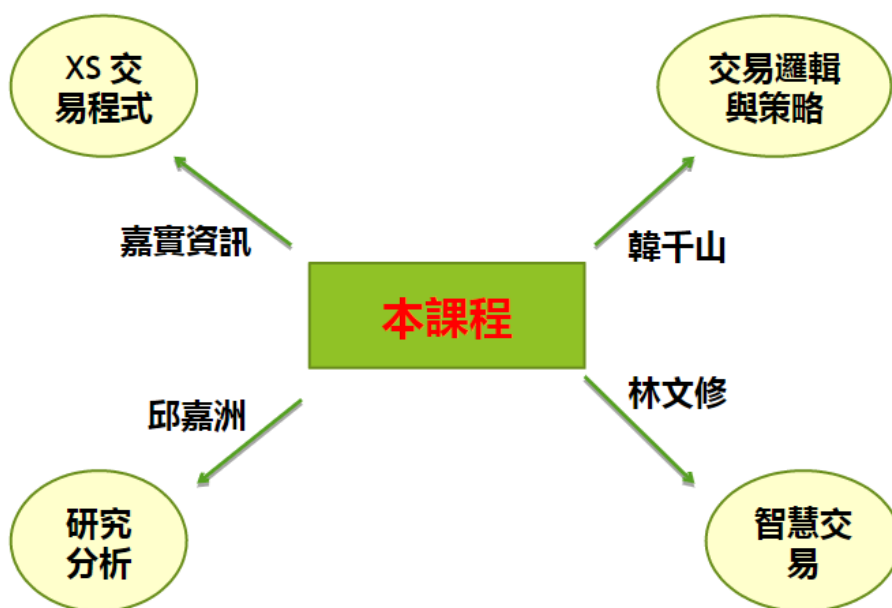 XS 交
易程式
交易邏輯
與策略
嘉實資訊
韓千山
本課程
邱嘉洲
林文修
研究
分析
智慧交
易